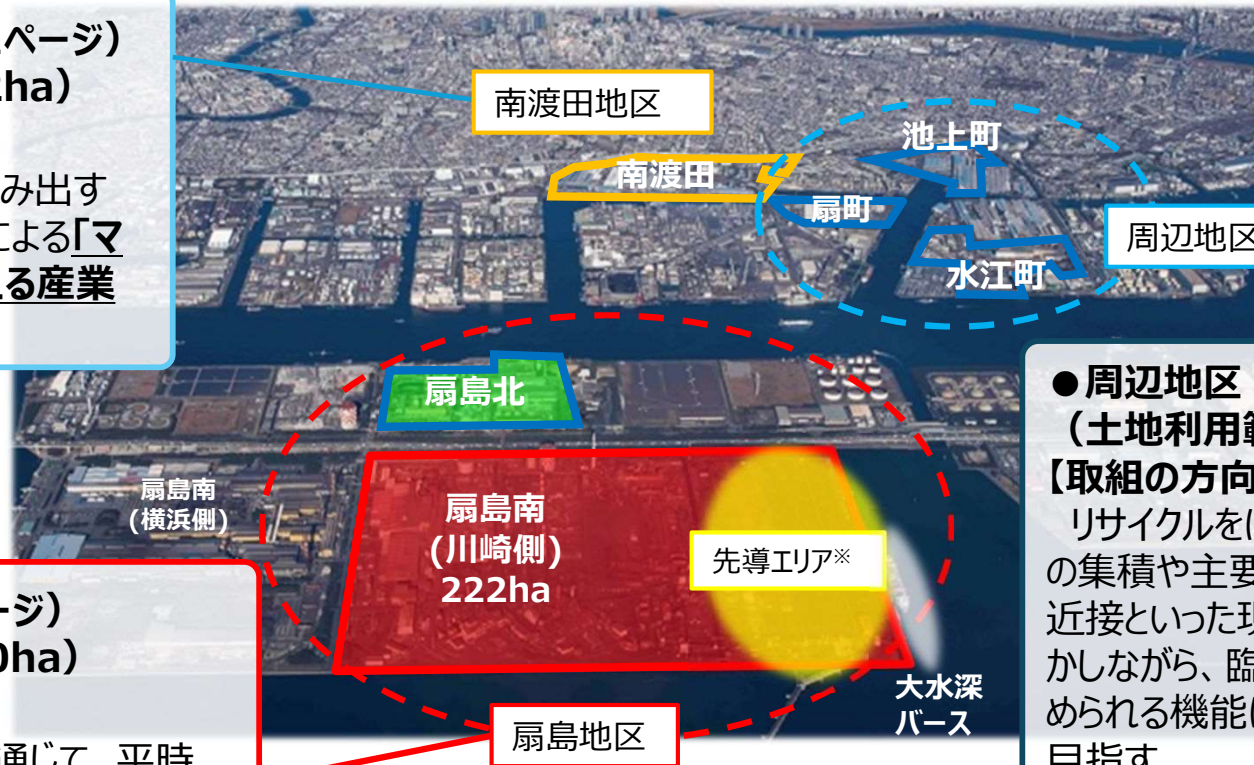 ページ)
ha)
み出す
による「マ
る産業
南渡田地区
南渡田
池上町
扇町
水江町
周辺地区
扇島北
扇島南
(横浜側)
扇島南
(川崎側)
222ha
先導エリア※
大水深
バース
扇島地区
ージ)
0ha)
通じて、平時
●周辺地区
(土地利用
【取組の方向
リサイクルを
の集積や主要
近接といった現
かしながら、臨
められる機能
目指す